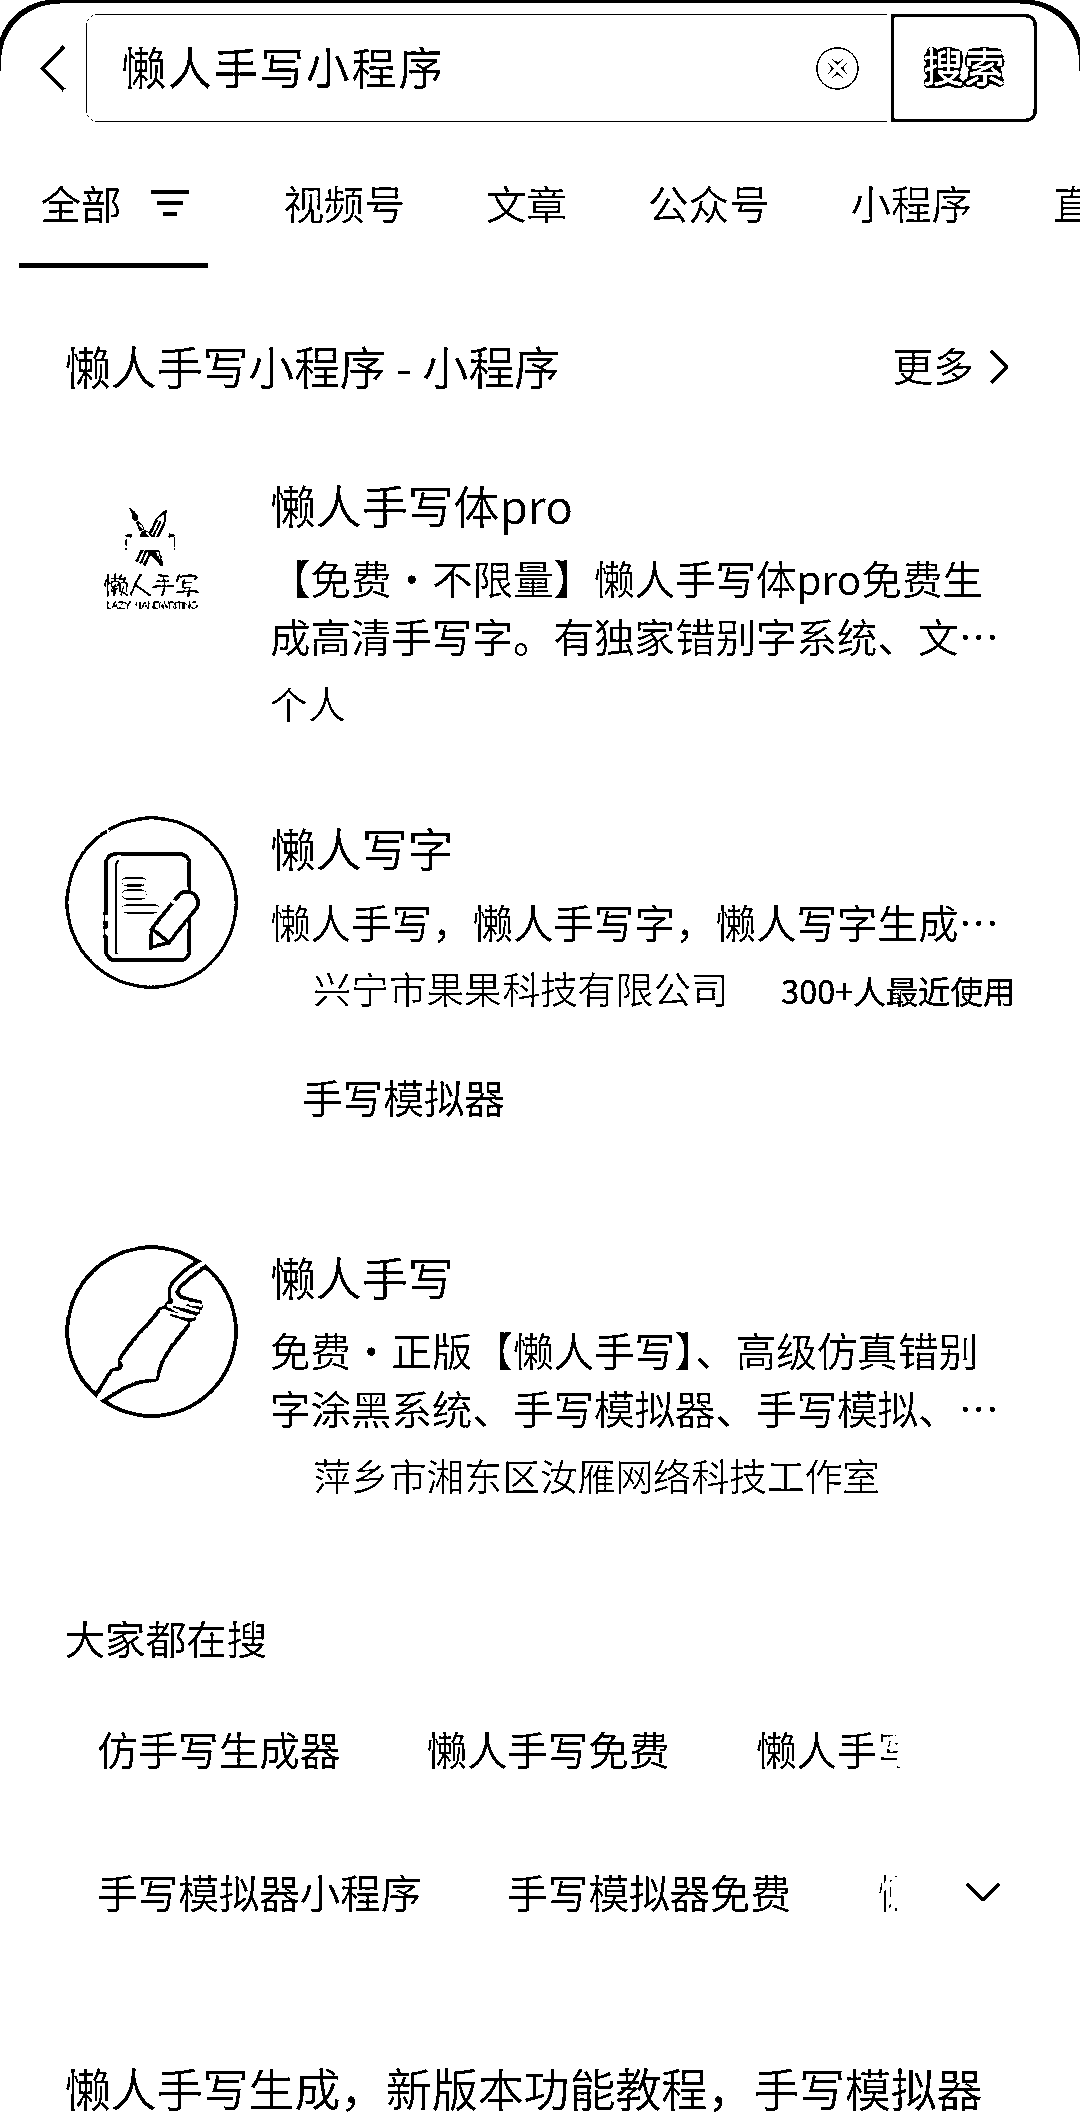 懒人手写小程序
搜索
全部 视频号 文章 公众号 小程序
懒人手写小程序 - 小程序
更多
懒人手写
LAZY HANDWRITING
懒人手写体pro
【免费·不限量】懒人手写体pro免费生
成高清手写字。有独家错别字系统、文…
个人
懒人写字
懒人手写，懒人手写字，懒人写字生成…
兴宁市果果科技有限公司 300+人最近使用
手写模拟器
懒人手写
免费·正版【懒人手写】、高级仿真错别
字涂黑系统、手写模拟器、手写模拟、…
萍乡市湘东区汝雁网络科技工作室
大家都在搜
仿手写生成器 懒人手写免费 懒人手写
手写模拟器小程序 手写模拟器免费
懒人手写生成，新版本功能教程，手写模拟器